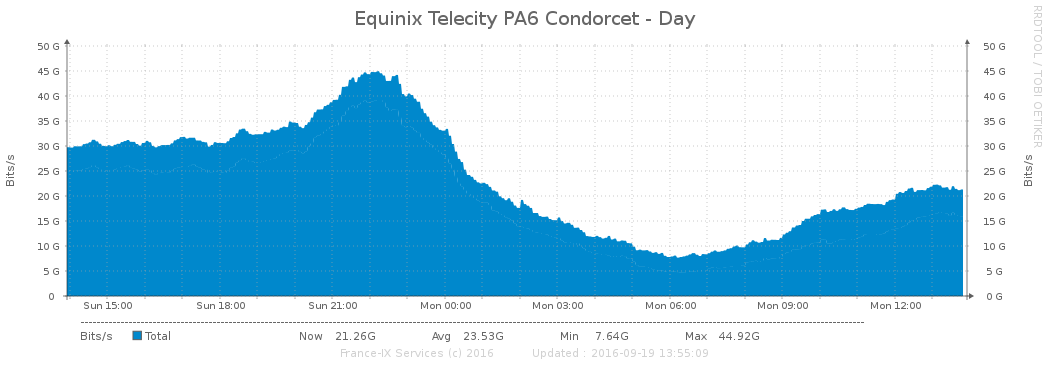 Equinix Telecity PA6 Condorcet - Day
RRDTOOL / TOBI OETIKER
Bits/s
50 G
45 G
40 G
35 G
30 G
25 G
20 G
15 G
10 G
5 G
0
50 G
45 G
40 G
35 G
30 G
25 G
20 G
15 G
10 G
5 G
0 G
Bits/s
Sun 15:00 Sun 18:00 Sun 21:00 Mon 00:00 Mon 03:00 Mon 06:00 Mon 09:00 Mon 12:00
Bits/s Total Now 21.26G Avg 23.53G Min 7.64G Max 44.92G
France-IX Services (c) 2016 Updated : 2016-09-19 13:55:09